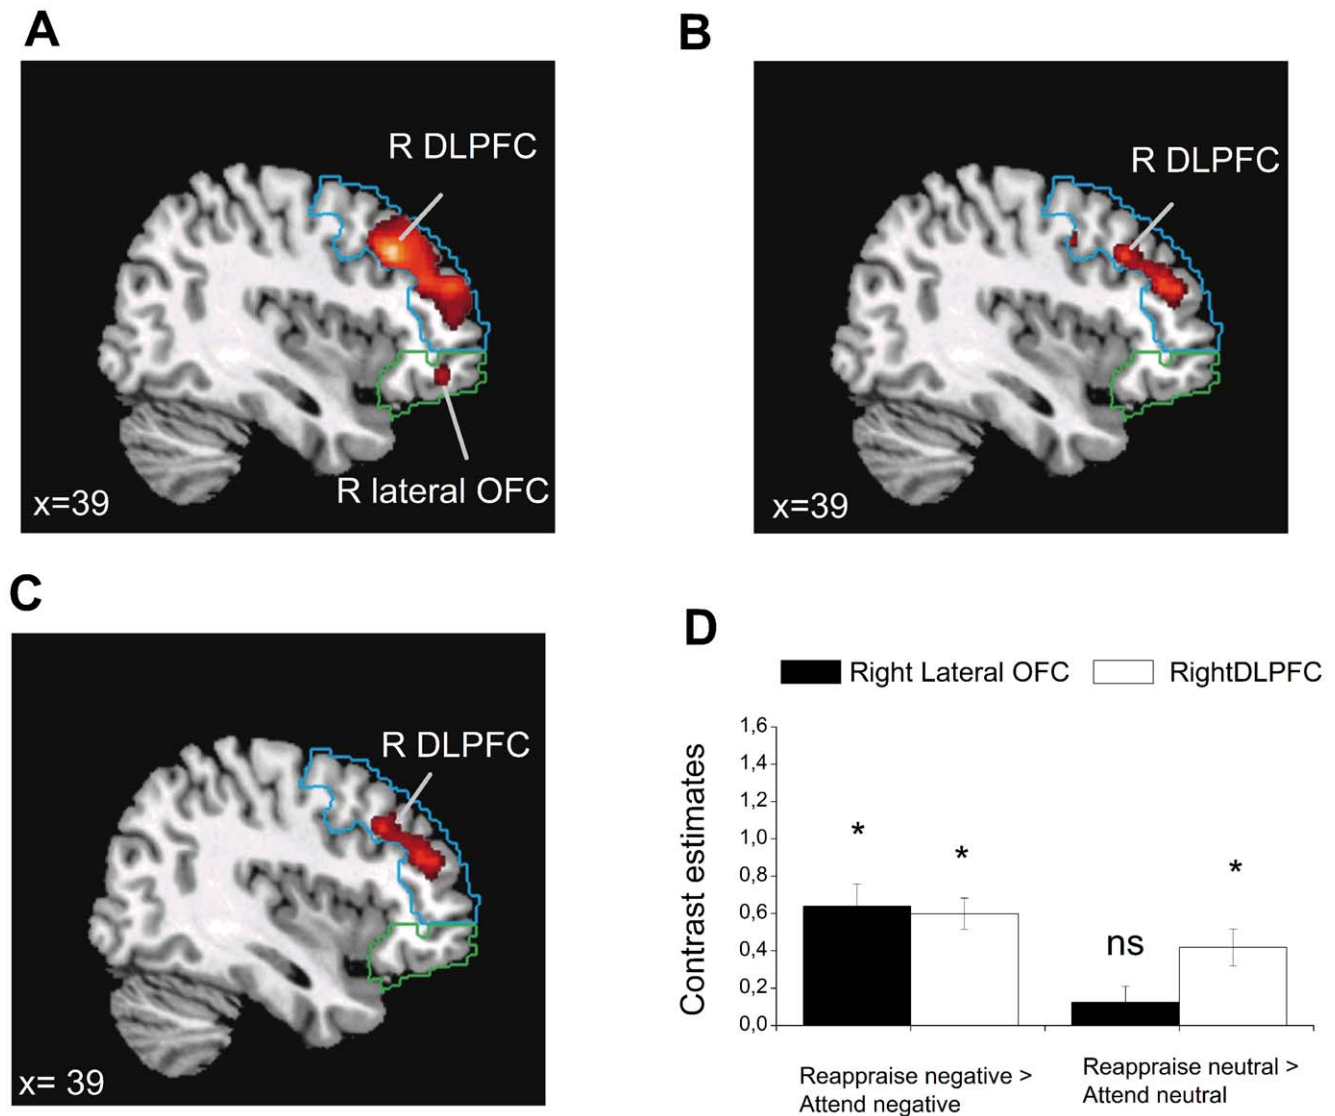 A
R DLPFC
R lateral OFC
x=39
B
R DLPFC
x=39
C
R DLPFC
x= 39
D
Right Lateral OFC RightDLPFC
Contrast estimates
1,6
1,4
1,2
1,0
0,8
0,6
0,4
0,2
0,0
*
*
ns
*
Reappraise negative >
Attend negative
Reappraise neutral >
Attend neutral